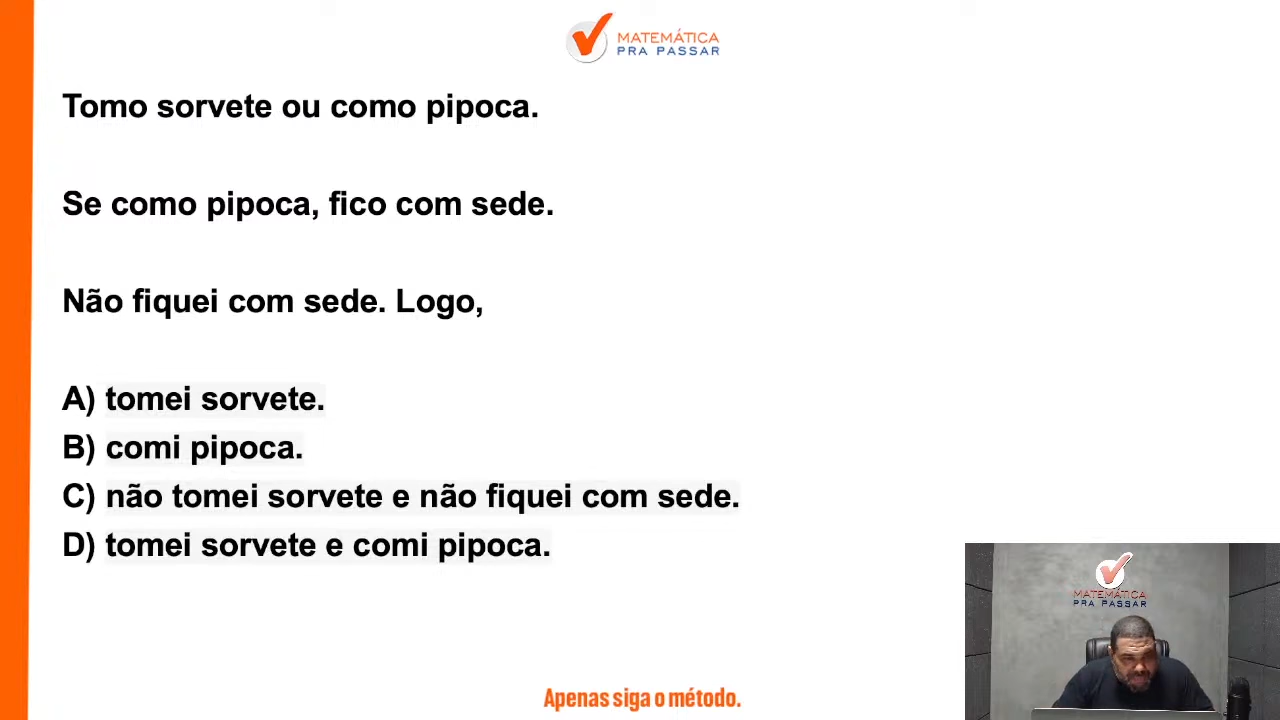 MATEMÁTICA
PRA PASSAR
Tomo sorvete ou como pipoca.
Se como pipoca, fico com sede.
Não fiquei com sede. Logo,
A) tomei sorvete.
B) comi pipoca.
C) não tomei sorvete e não fiquei com sede.
D) tomei sorvete e comi pipoca.
MATEMÁTICA
PRA PASSAR
Apenas siga o método.